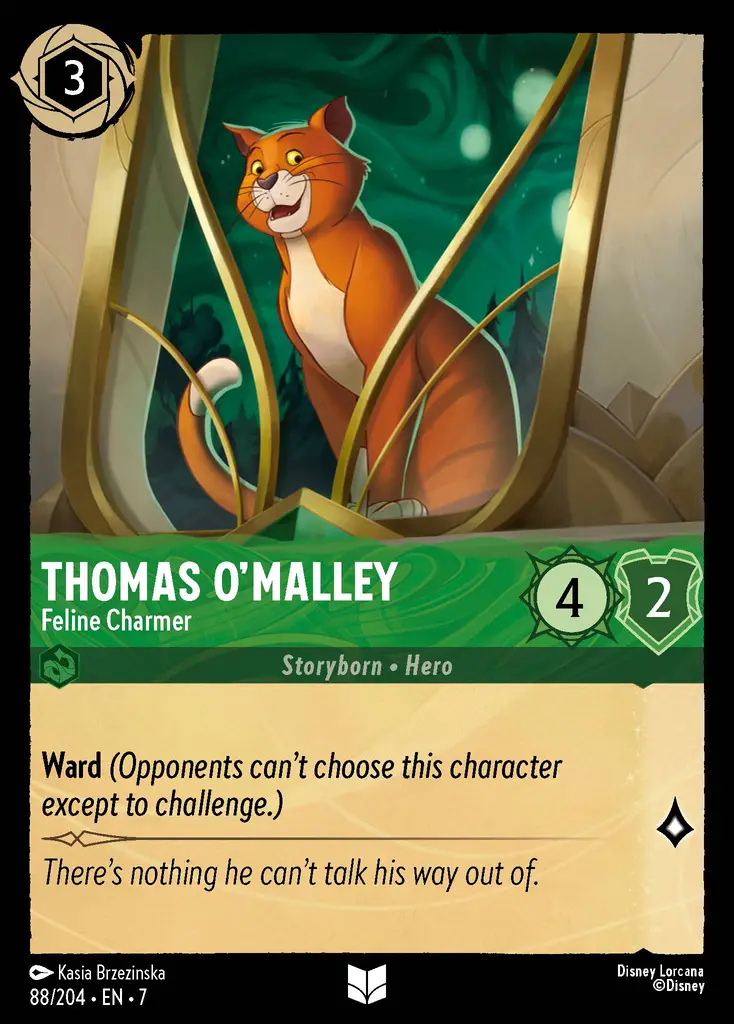 3
THOMAS O'MALLEY
Feline Charmer
4
2
Storyborn • Hero
Ward (Opponents can't choose this character
except to challenge.)
There's nothing he can't talk his way out of.
Kasia Brzezinska
88/204 • EN • 7
Disney Lorcana
©Disney